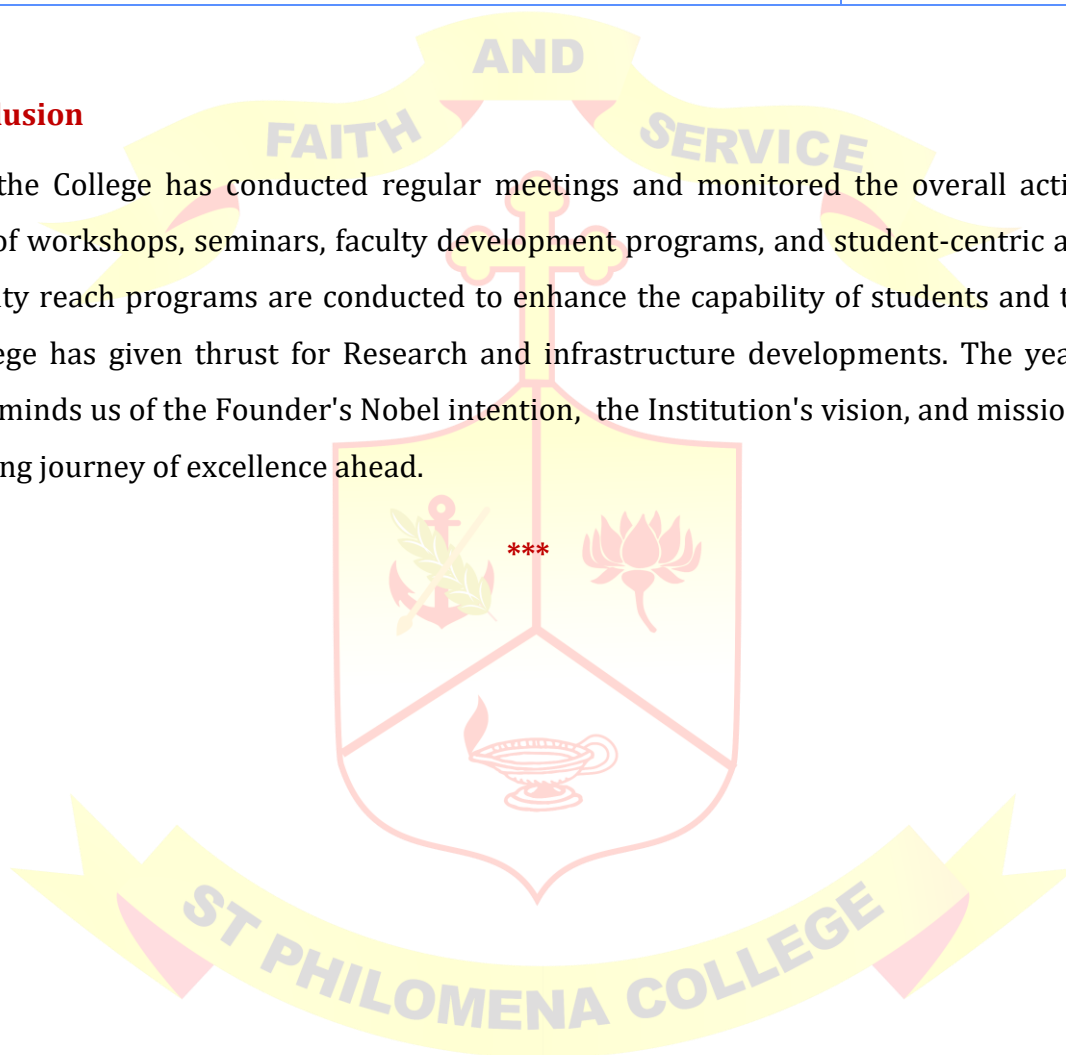 AND
FAITH
SERVICE
lusion
the College has conducted regular meetings and monitored the overall acti
of workshops, seminars, faculty development programs, and student-centric a
ity reach programs are conducted to enhance the capability of students and t
ege has given thrust for Research and infrastructure developments. The yea
minds us of the Founder's Nobel intention, the Institution's vision, and missio
ng journey of excellence ahead.
***
ST PHILOMENA COLLEGE